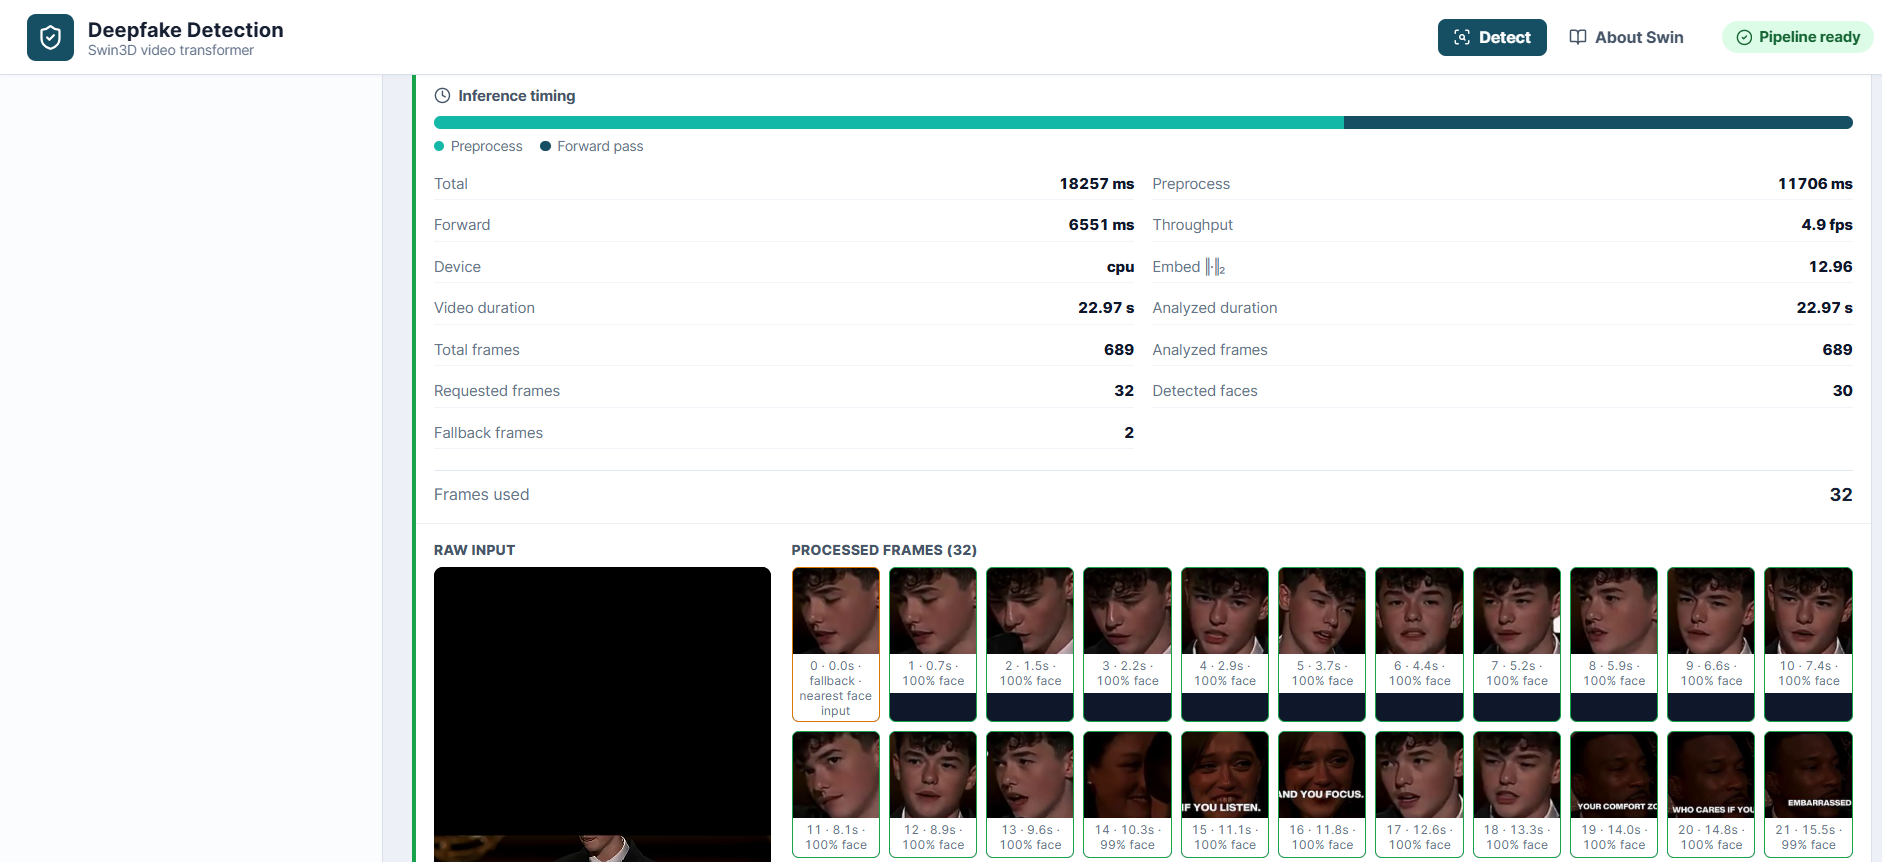 Deepfake Detection
Swin3D video transformer
Detect
About Swin
Pipeline ready
Inference timing
Preprocess
Forward pass
Total 18257 ms
Preprocess 11706 ms
Forward 6551 ms
Throughput 4.9 fps
Device cpu
Embed ‖·‖₂ 12.96
Video duration 22.97 s
Analyzed duration 22.97 s
Total frames 689
Analyzed frames 689
Requested frames 32
Detected faces 30
Fallback frames 2
Frames used 32
RAW INPUT
PROCESSED FRAMES (32)
0 · 0.0s ·
fallback ·
nearest face
input
1 · 0.7s ·
100% face
2 · 1.5s ·
100% face
3 · 2.2s ·
100% face
4 · 2.9s ·
100% face
5 · 3.7s ·
100% face
6 · 4.4s ·
100% face
7 · 5.2s ·
100% face
8 · 5.9s ·
100% face
9 · 6.6s ·
100% face
10 · 7.4s ·
100% face
11 · 8.1s ·
100% face
12 · 8.9s ·
100% face
13 · 9.6s ·
100% face
14 · 10.3s ·
99% face
IF YOU LISTEN.
15 · 11.1s ·
100% face
AND YOU FOCUS.
16 · 11.8s ·
100% face
17 · 12.6s ·
100% face
18 · 13.3s ·
100% face
YOUR COMFORT ZO
19 · 14.0s ·
100% face
WHO CARES IF YOU
20 · 14.8s ·
100% face
EMBARRASSED
21 · 15.5s ·
99% face